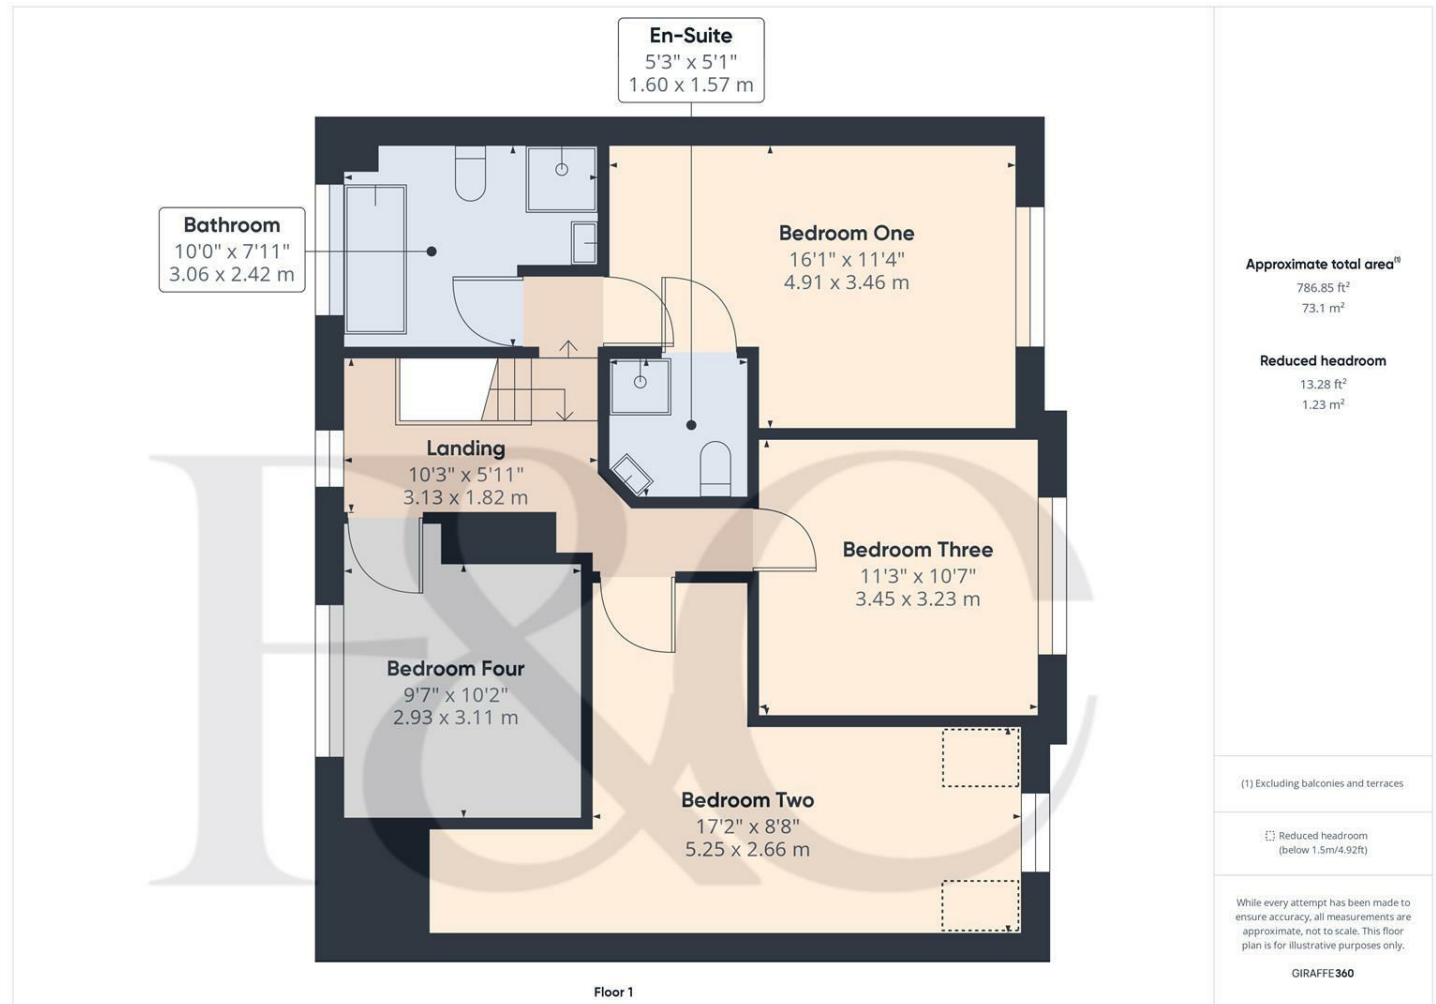 En-Suite
5'3" x 5'1"
1.60 x 1.57 m
Bathroom
10'0" x 7'11"
3.06 x 2.42 m
Bedroom One
16'1" x 11'4"
4.91 x 3.46 m
Landing
10'3" x 5'11"
3.13 x 1.82 m
Bedroom Three
11'3" x 10'7"
3.45 x 3.23 m
Bedroom Four
9'7" x 10'2"
2.93 x 3.11 m
Bedroom Two
17'2" x 8'8"
5.25 x 2.66 m
F&C
Floor 1
Approximate total area(1)
786.85 ft²
73.1 m²
Reduced headroom
13.28 ft²
1.23 m²
(1) Excluding balconies and terraces
Reduced headroom
(below 1.5m/4.92ft)
While every attempt has been made to
ensure accuracy, all measurements are
approximate, not to scale. This floor
plan is for illustrative purposes only.
GIRAFFE360